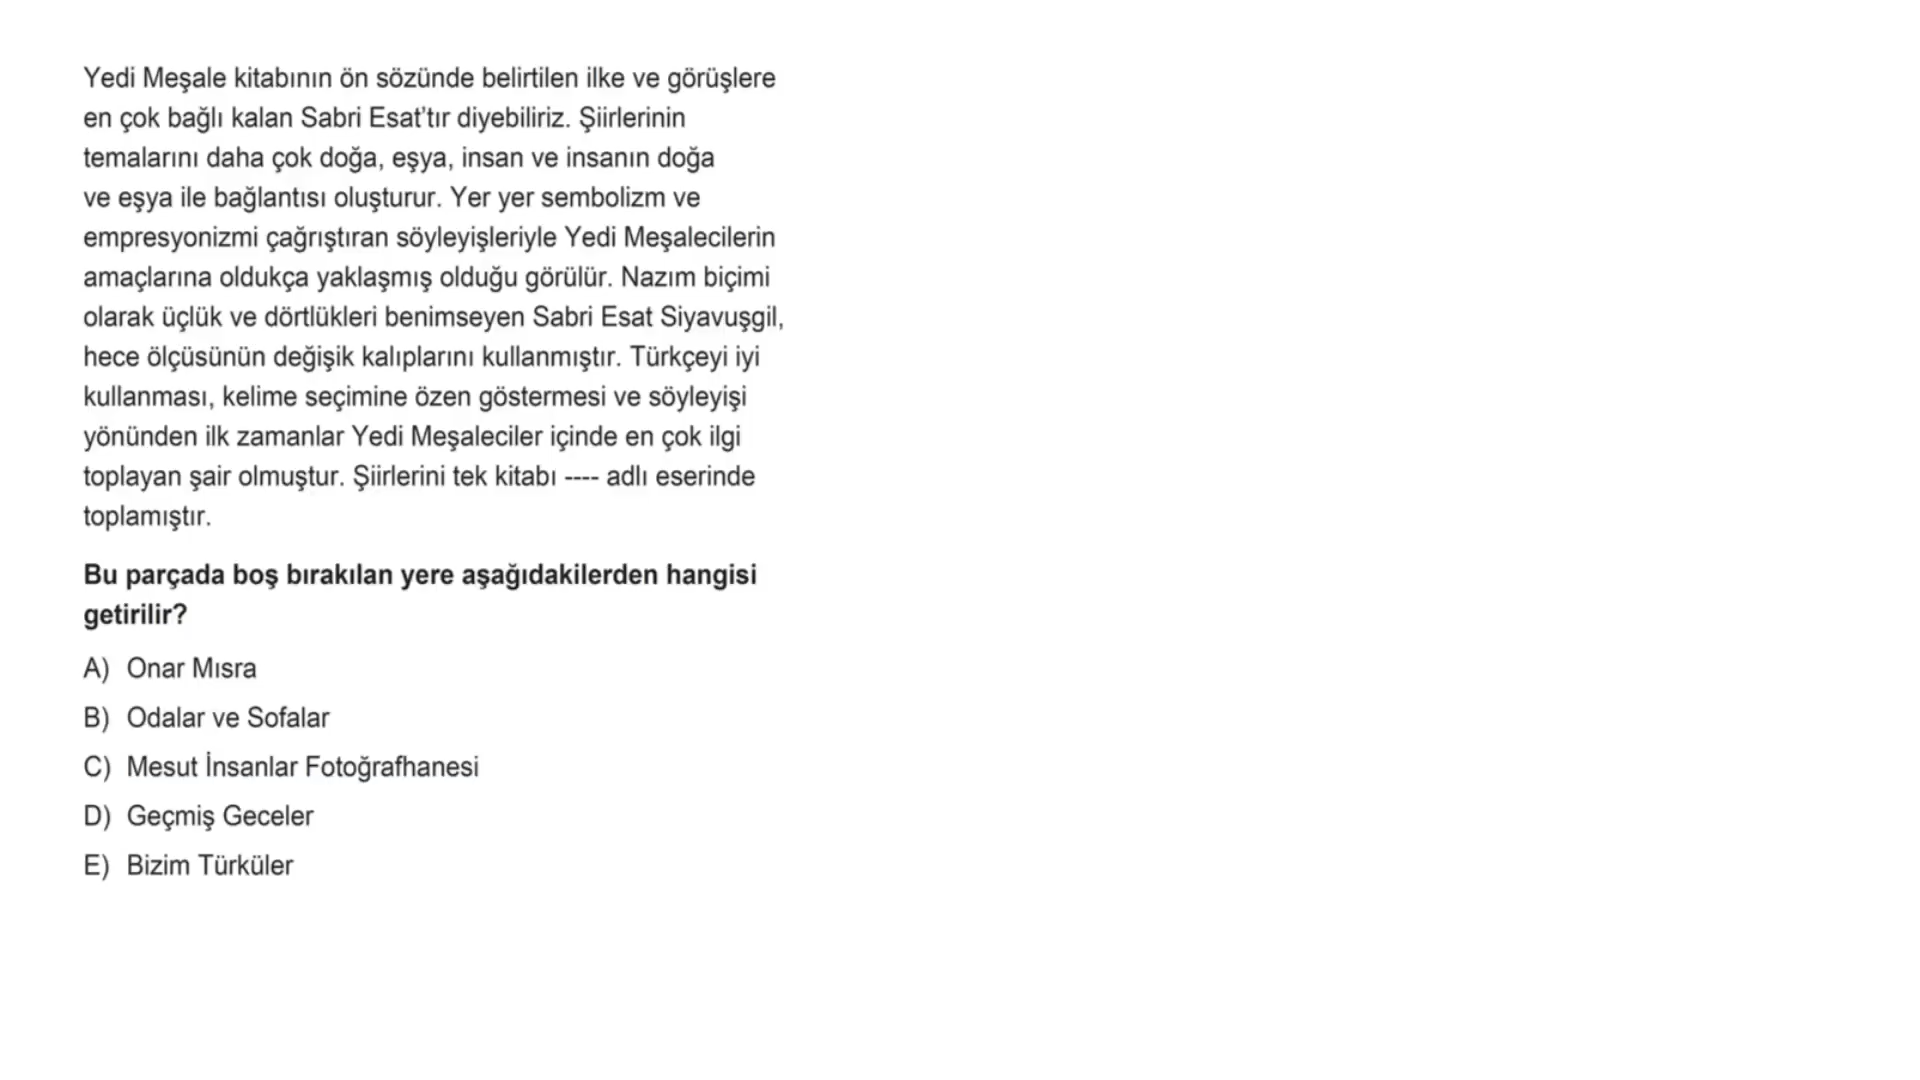 Yedi Meşale kitabının ön sözünde belirtilen ilke ve görüşlere
en çok bağlı kalan Sabri Esat’tır diyebiliriz. Şiirlerinin
temalarını daha çok doğa, eşya, insan ve insanın doğa
ve eşya ile bağlantısı oluşturur. Yer yer sembolizm ve
empresyonizmi çağrıştıran söyleyişleriyle Yedi Meşalecilerin
amaçlarına oldukça yaklaşmış olduğu görülür. Nazım biçimi
olarak üçlük ve dörtlükleri benimseyen Sabri Esat Siyavuşgil,
hece ölçüsünün değişik kalıplarını kullanmıştır. Türkçeyi iyi
kullanması, kelime seçimine özen göstermesi ve söyleyişi
yönünden ilk zamanlar Yedi Meşaleciler içinde en çok ilgi
toplayan şair olmuştur. Şiirlerini tek kitabı ---- adlı eserinde
toplamıştır.
Bu parçada boş bırakılan yere aşağıdakilerden hangisi
getirilir?
A) Onar Mısra
B) Odalar ve Sofalar
C) Mesut İnsanlar Fotoğrafhanesi
D) Geçmiş Geceler
E) Bizim Türküler